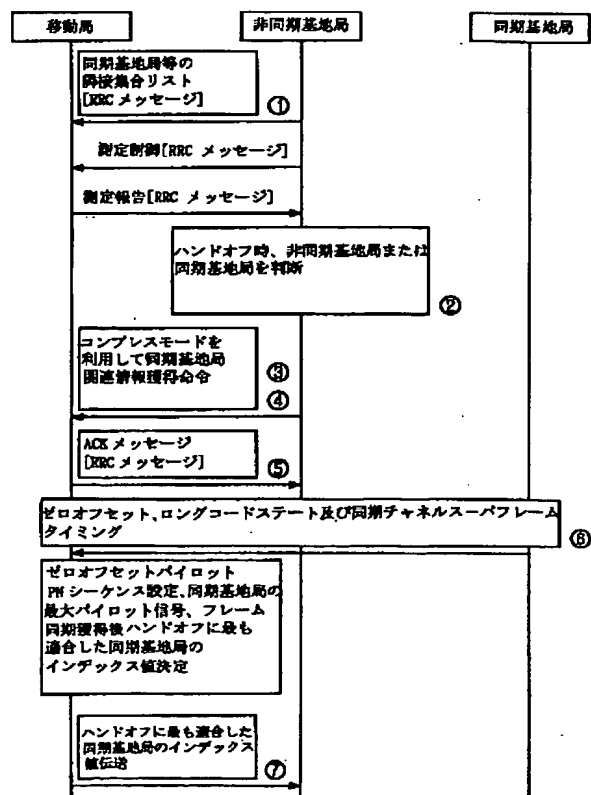 移動局
非同期基地局
同期基地局
同期基地局等の
隣接集合リスト
[RRC メッセージ]
①
測定制御[RRC メッセージ]
測定報告[RRC メッセージ]
ハンドオフ時、非同期基地局または
同期基地局を判断
②
コンプレスモードを
利用して同期基地局
関連情報獲得命令
③
④
ACK メッセージ
[RRC メッセージ]
⑤
ゼロオフセット、ロングコードステート及び同期チャネルスーパフレーム
タイミング
⑥
ゼロオフセットパイロット
PN シーケンス設定、同期基地局の
最大パイロット信号、フレーム
同期獲得後ハンドオフに最も
適合した同期基地局の
インデックス値決定
ハンドオフに最も適合した
同期基地局のインデックス
値伝送
⑦